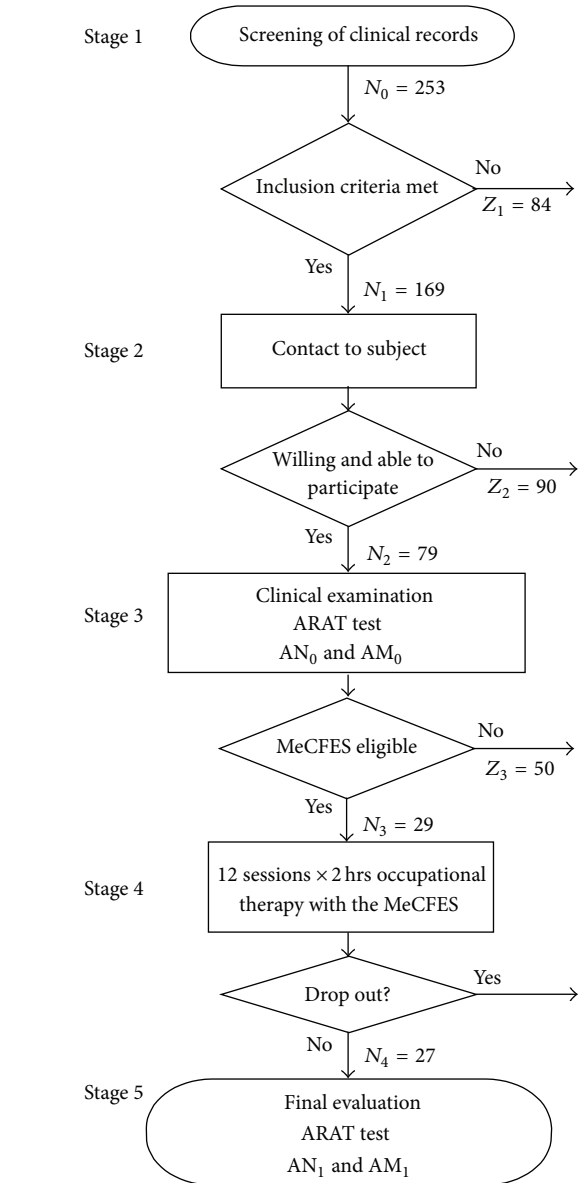 Stage 1
Screening of clinical records
N₀ = 253
Inclusion criteria met
No
Z₁ = 84
Yes
N₁ = 169
Stage 2
Contact to subject
Willing and able to
participate
No
Z₂ = 90
Yes
N₂ = 79
Stage 3
Clinical examination
ARAT test
AN₀ and AM₀
MeCFES eligible
No
Z₃ = 50
Yes
N₃ = 29
Stage 4
12 sessions × 2 hrs occupational
therapy with the MeCFES
Drop out?
Yes
No
N₄ = 27
Stage 5
Final evaluation
ARAT test
AN₁ and AM₁